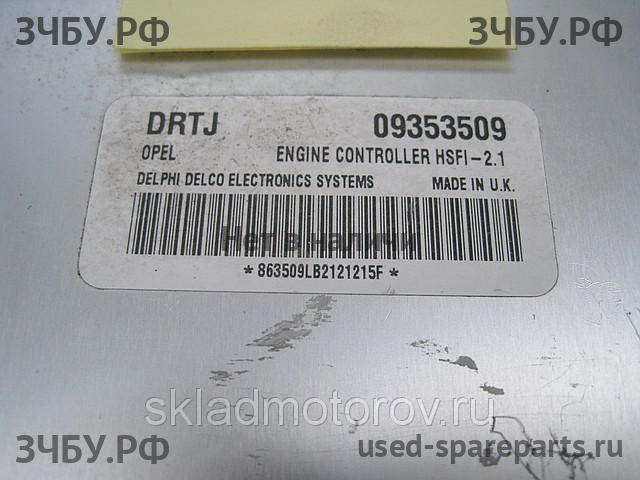 ЗЧБУ.РФ ЗЧБУ.РФ
DRTJ 09353509
OPEL ENGINE CONTROLLER HSFI-2.1
DELPHI DELCO ELECTRONICS SYSTEMS MADE IN U.K.
Нет в наличи
*863509LB2121215F*
skladmotorov.ru
ЗЧБУ.РФ used-spareparts.ru